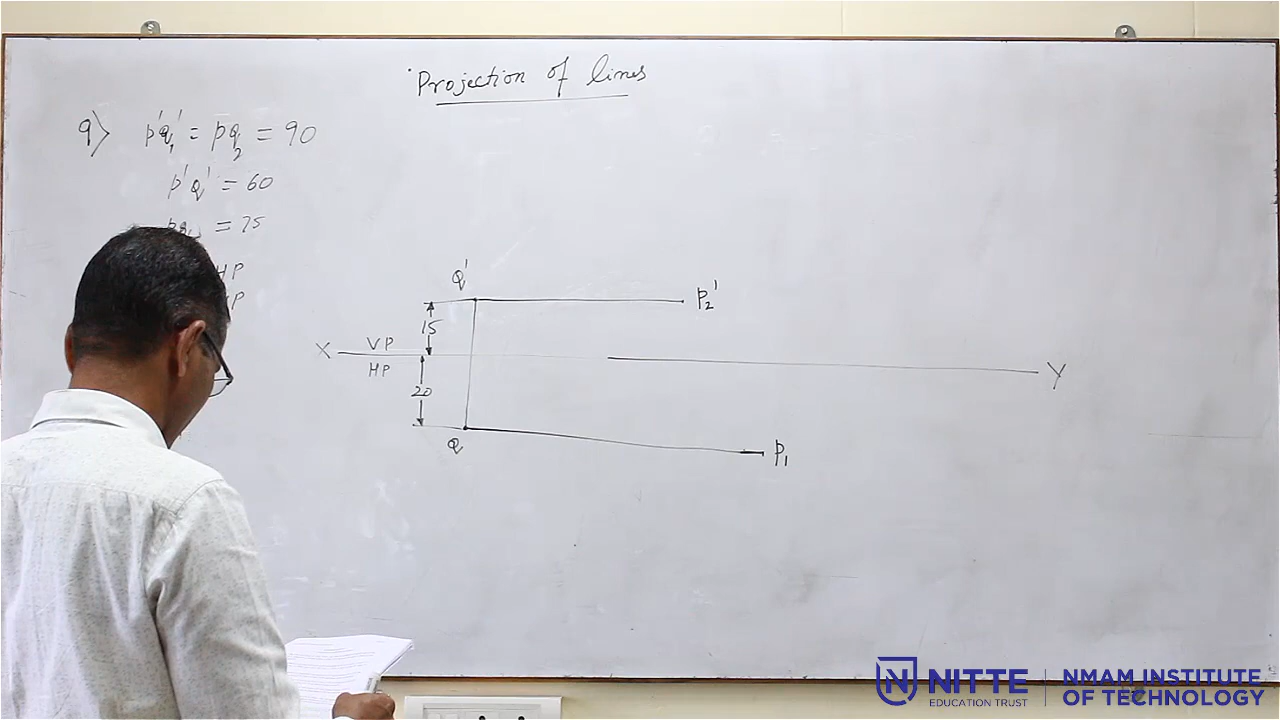 Projection of lines
9) p'q₁' = pq₂ = 90
p'q' = 60
= 75
HP
Q'
P₂'
15
X
VP
HP
Y
20
Q
P₁
NITTE
EDUCATION TRUST
NMAM INSTITUTE
OF TECHNOLOGY